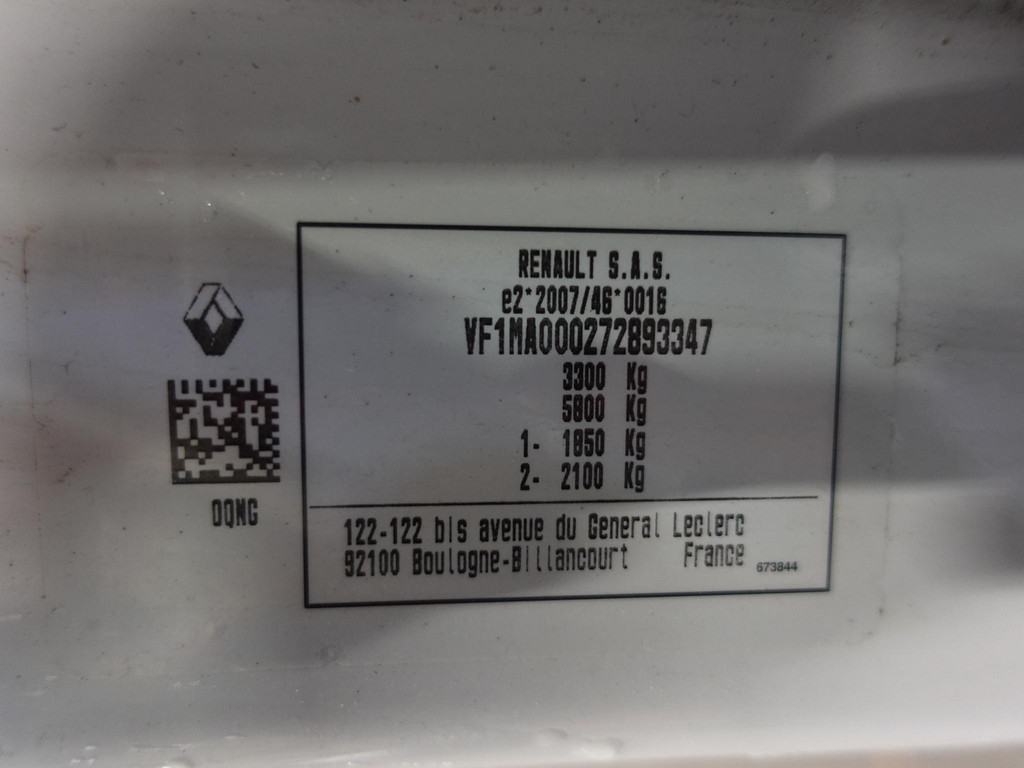 RENAULT S.A.S.
e2*2007/46*0016
VF1MA000272893347
3300 Kg
5800 Kg
1- 1850 Kg
2- 2100 Kg
OQNG
122-122 bis avenue du General Leclerc
92100 Boulogne-Billancourt France
673844